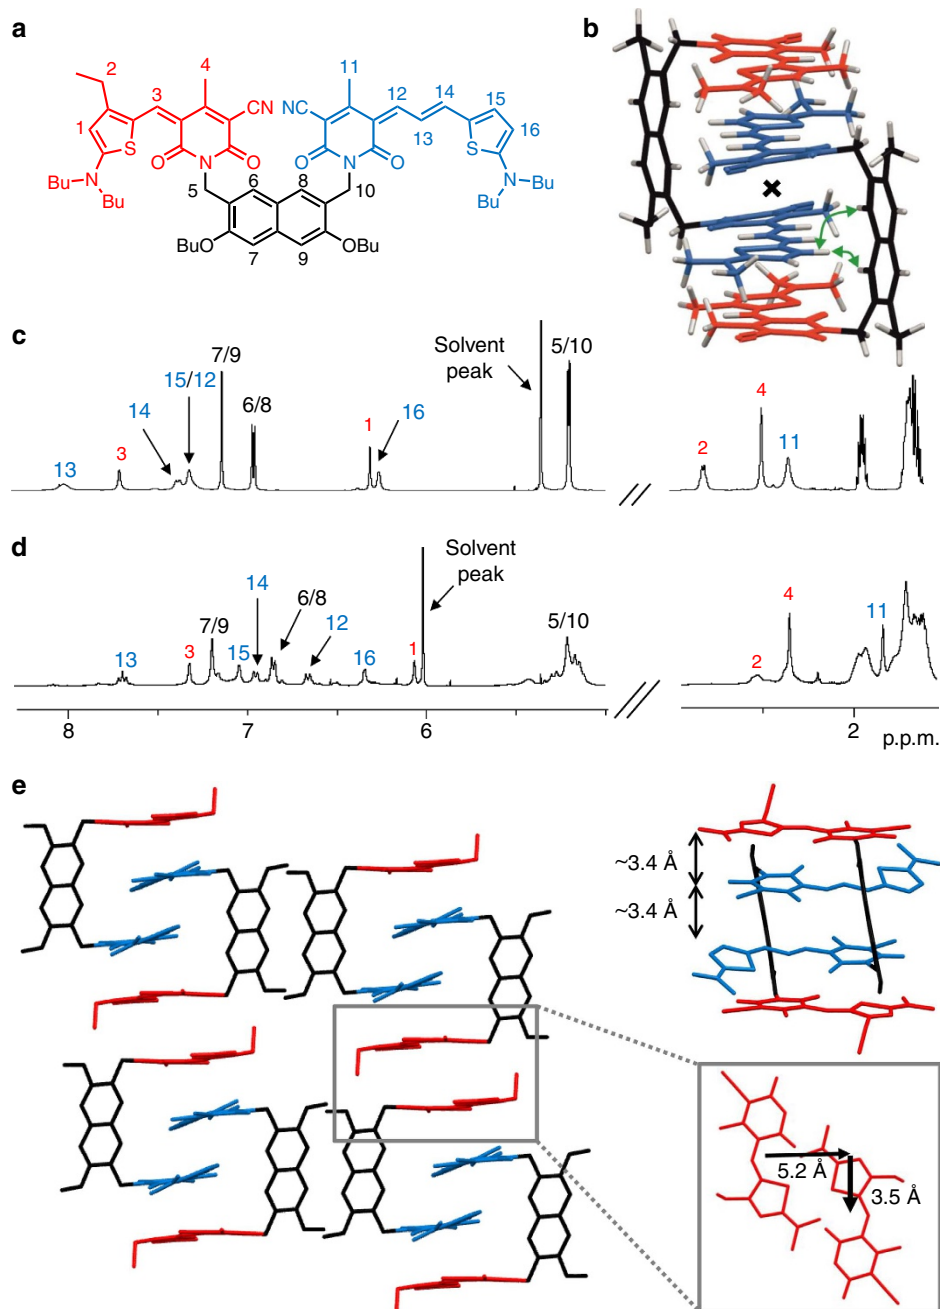 a
b
2
4
11
3
CN
NC
12
14
15
1
13
16
S
S
O
N
O
O
N
O
Bu
N
Bu
5
6
8
10
Bu
N
Bu
BuO
OBu
7
9
c
7/9
Solvent
peak
5/10
15/12
14
6/8
4
1
16
2
11
3
13
d
Solvent
peak
14
6/8
4
7/9
12
5/10
11
3
15
13
16
1
2
8
7
6
2
p.p.m.
e
~3.4 Å
~3.4 Å
5.2 Å
3.5 Å